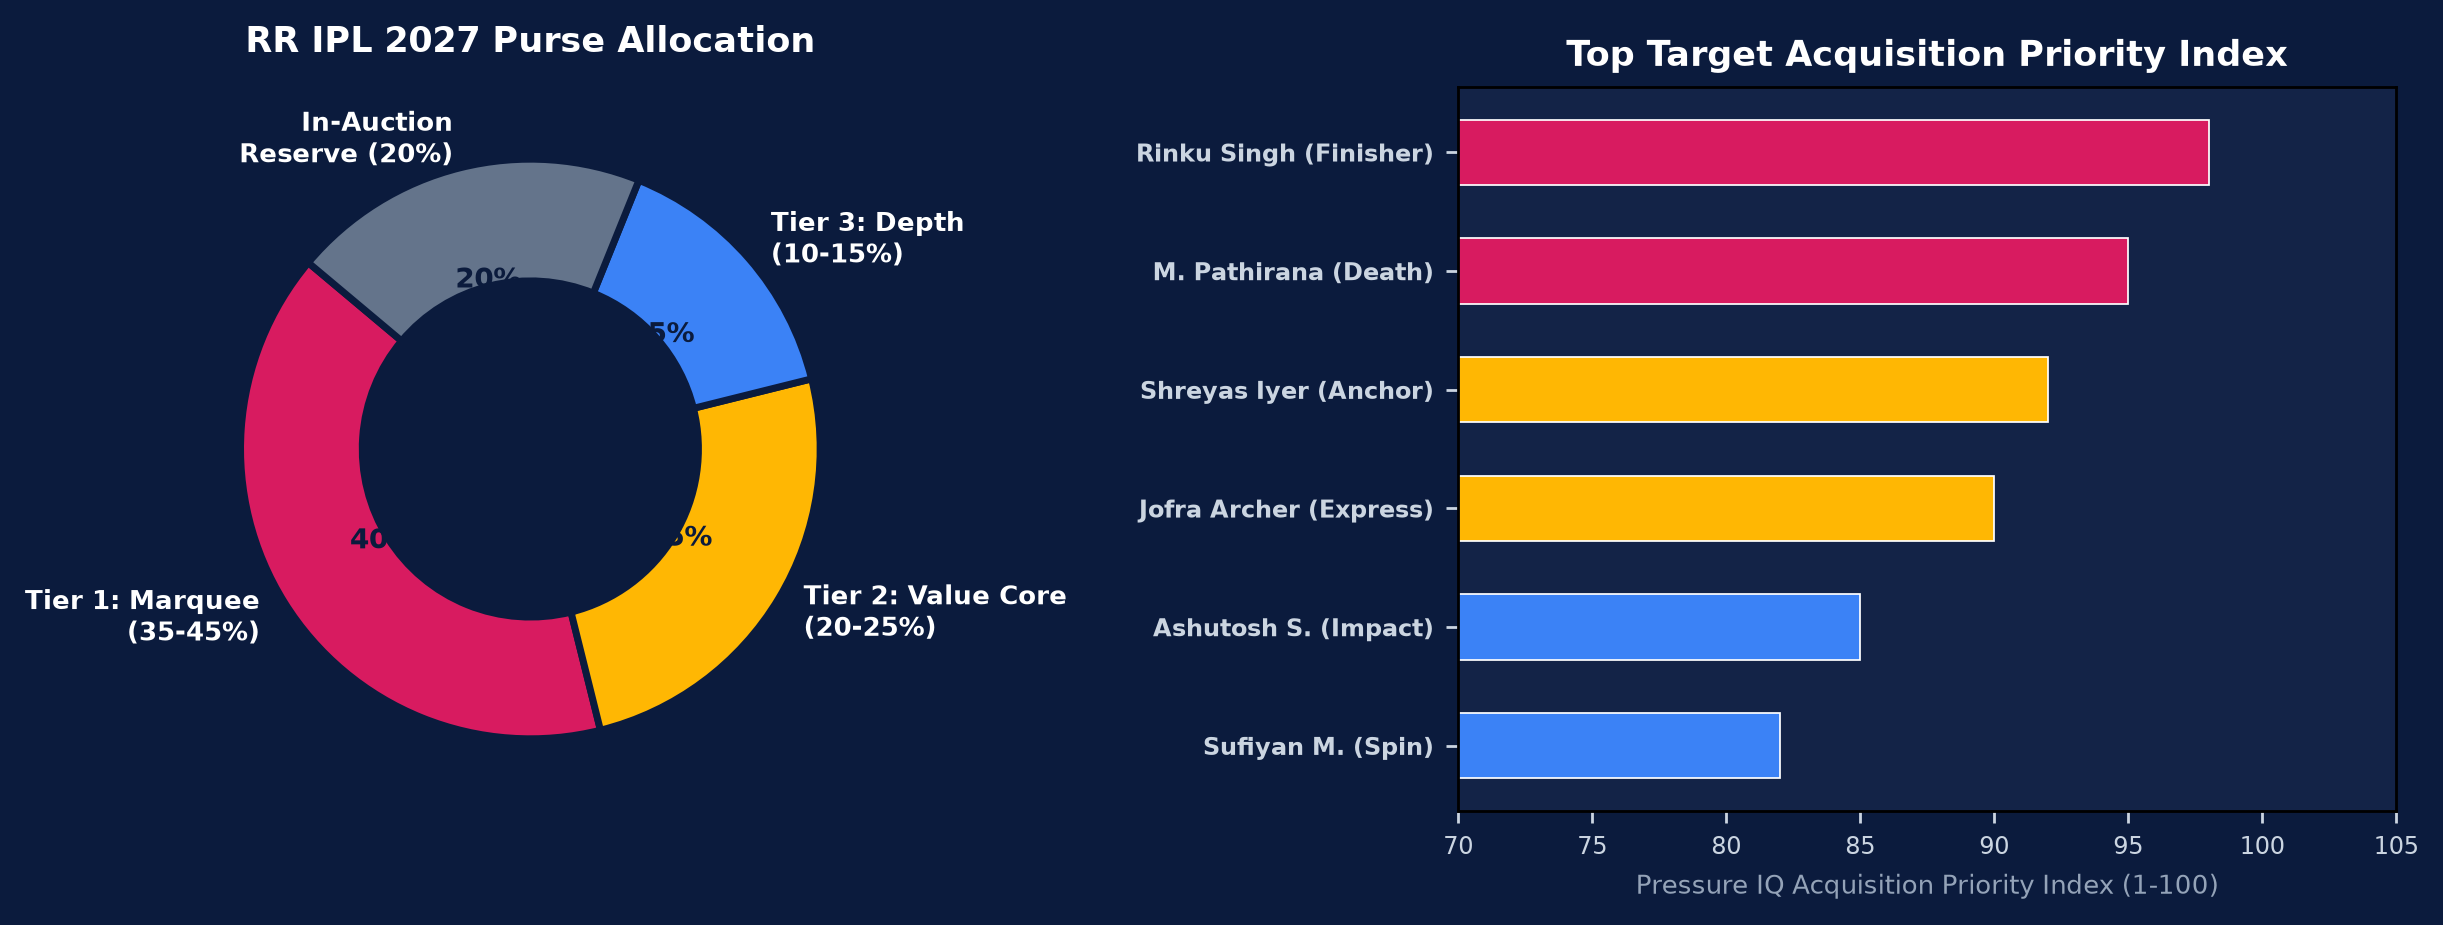 RR IPL 2027 Purse Allocation
In-Auction
Reserve (20%)
Tier 3: Depth
(10-15%)
20%
5%
40
5%
Tier 1: Marquee
(35-45%)
Tier 2: Value Core
(20-25%)
Top Target Acquisition Priority Index
Rinku Singh (Finisher)
M. Pathirana (Death)
Shreyas Iyer (Anchor)
Jofra Archer (Express)
Ashutosh S. (Impact)
Sufiyan M. (Spin)
70 75 80 85 90 95 100 105
Pressure IQ Acquisition Priority Index (1-100)